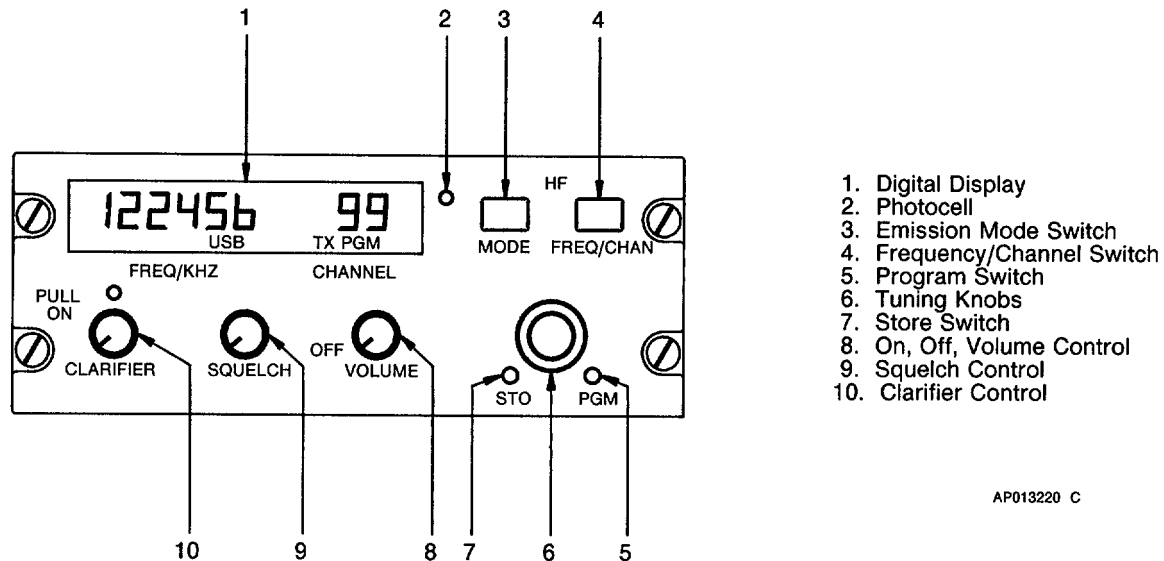 1 2 3 4
122456 99
USB TX PGM
HF
MODE FREQ/CHAN
FREQ/KHZ CHANNEL
PULL
ON
OFF
CLARIFIER SQUELCH VOLUME
STO PGM
10 9 8 7 6 5
1. Digital Display
2. Photocell
3. Emission Mode Switch
4. Frequency/Channel Switch
5. Program Switch
6. Tuning Knobs
7. Store Switch
8. On, Off, Volume Control
9. Squelch Control
10. Clarifier Control
AP013220 C